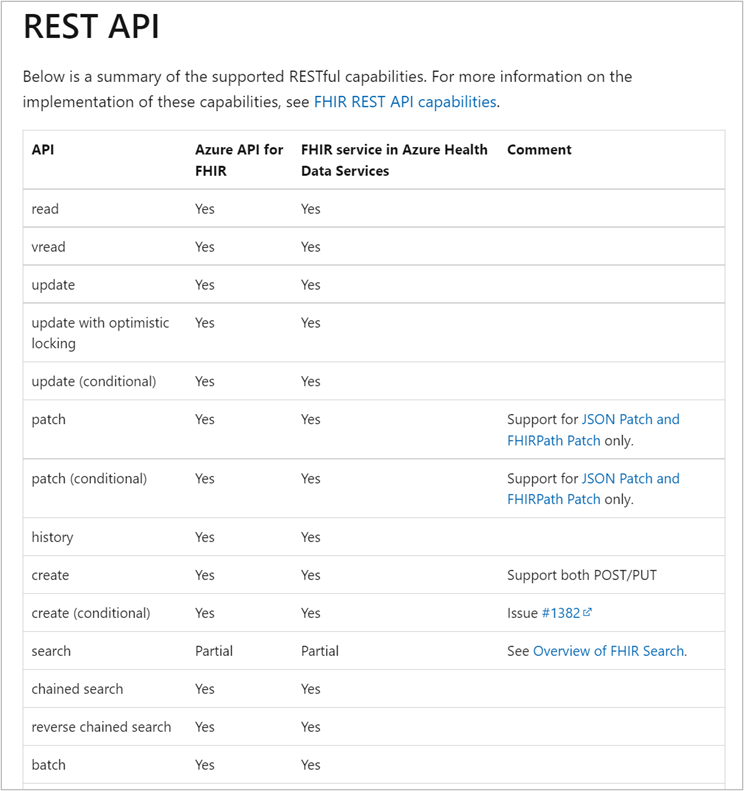 REST API
Below is a summary of the supported RESTful capabilities. For more information on the
implementation of these capabilities, see FHIR REST API capabilities.
API Azure API for FHIR service in Azure Health Comment
FHIR Data Services
read Yes Yes
vread Yes Yes
update Yes Yes
update with optimistic Yes Yes
locking
update (conditional) Yes Yes
patch Yes Yes Support for JSON Patch and
FHIRPath Patch only.
patch (conditional) Yes Yes Support for JSON Patch and
FHIRPath Patch only.
history Yes Yes
create Yes Yes Support both POST/PUT
create (conditional) Yes Yes Issue #1382
search Partial Partial See Overview of FHIR Search.
chained search Yes Yes
reverse chained search Yes Yes
batch Yes Yes